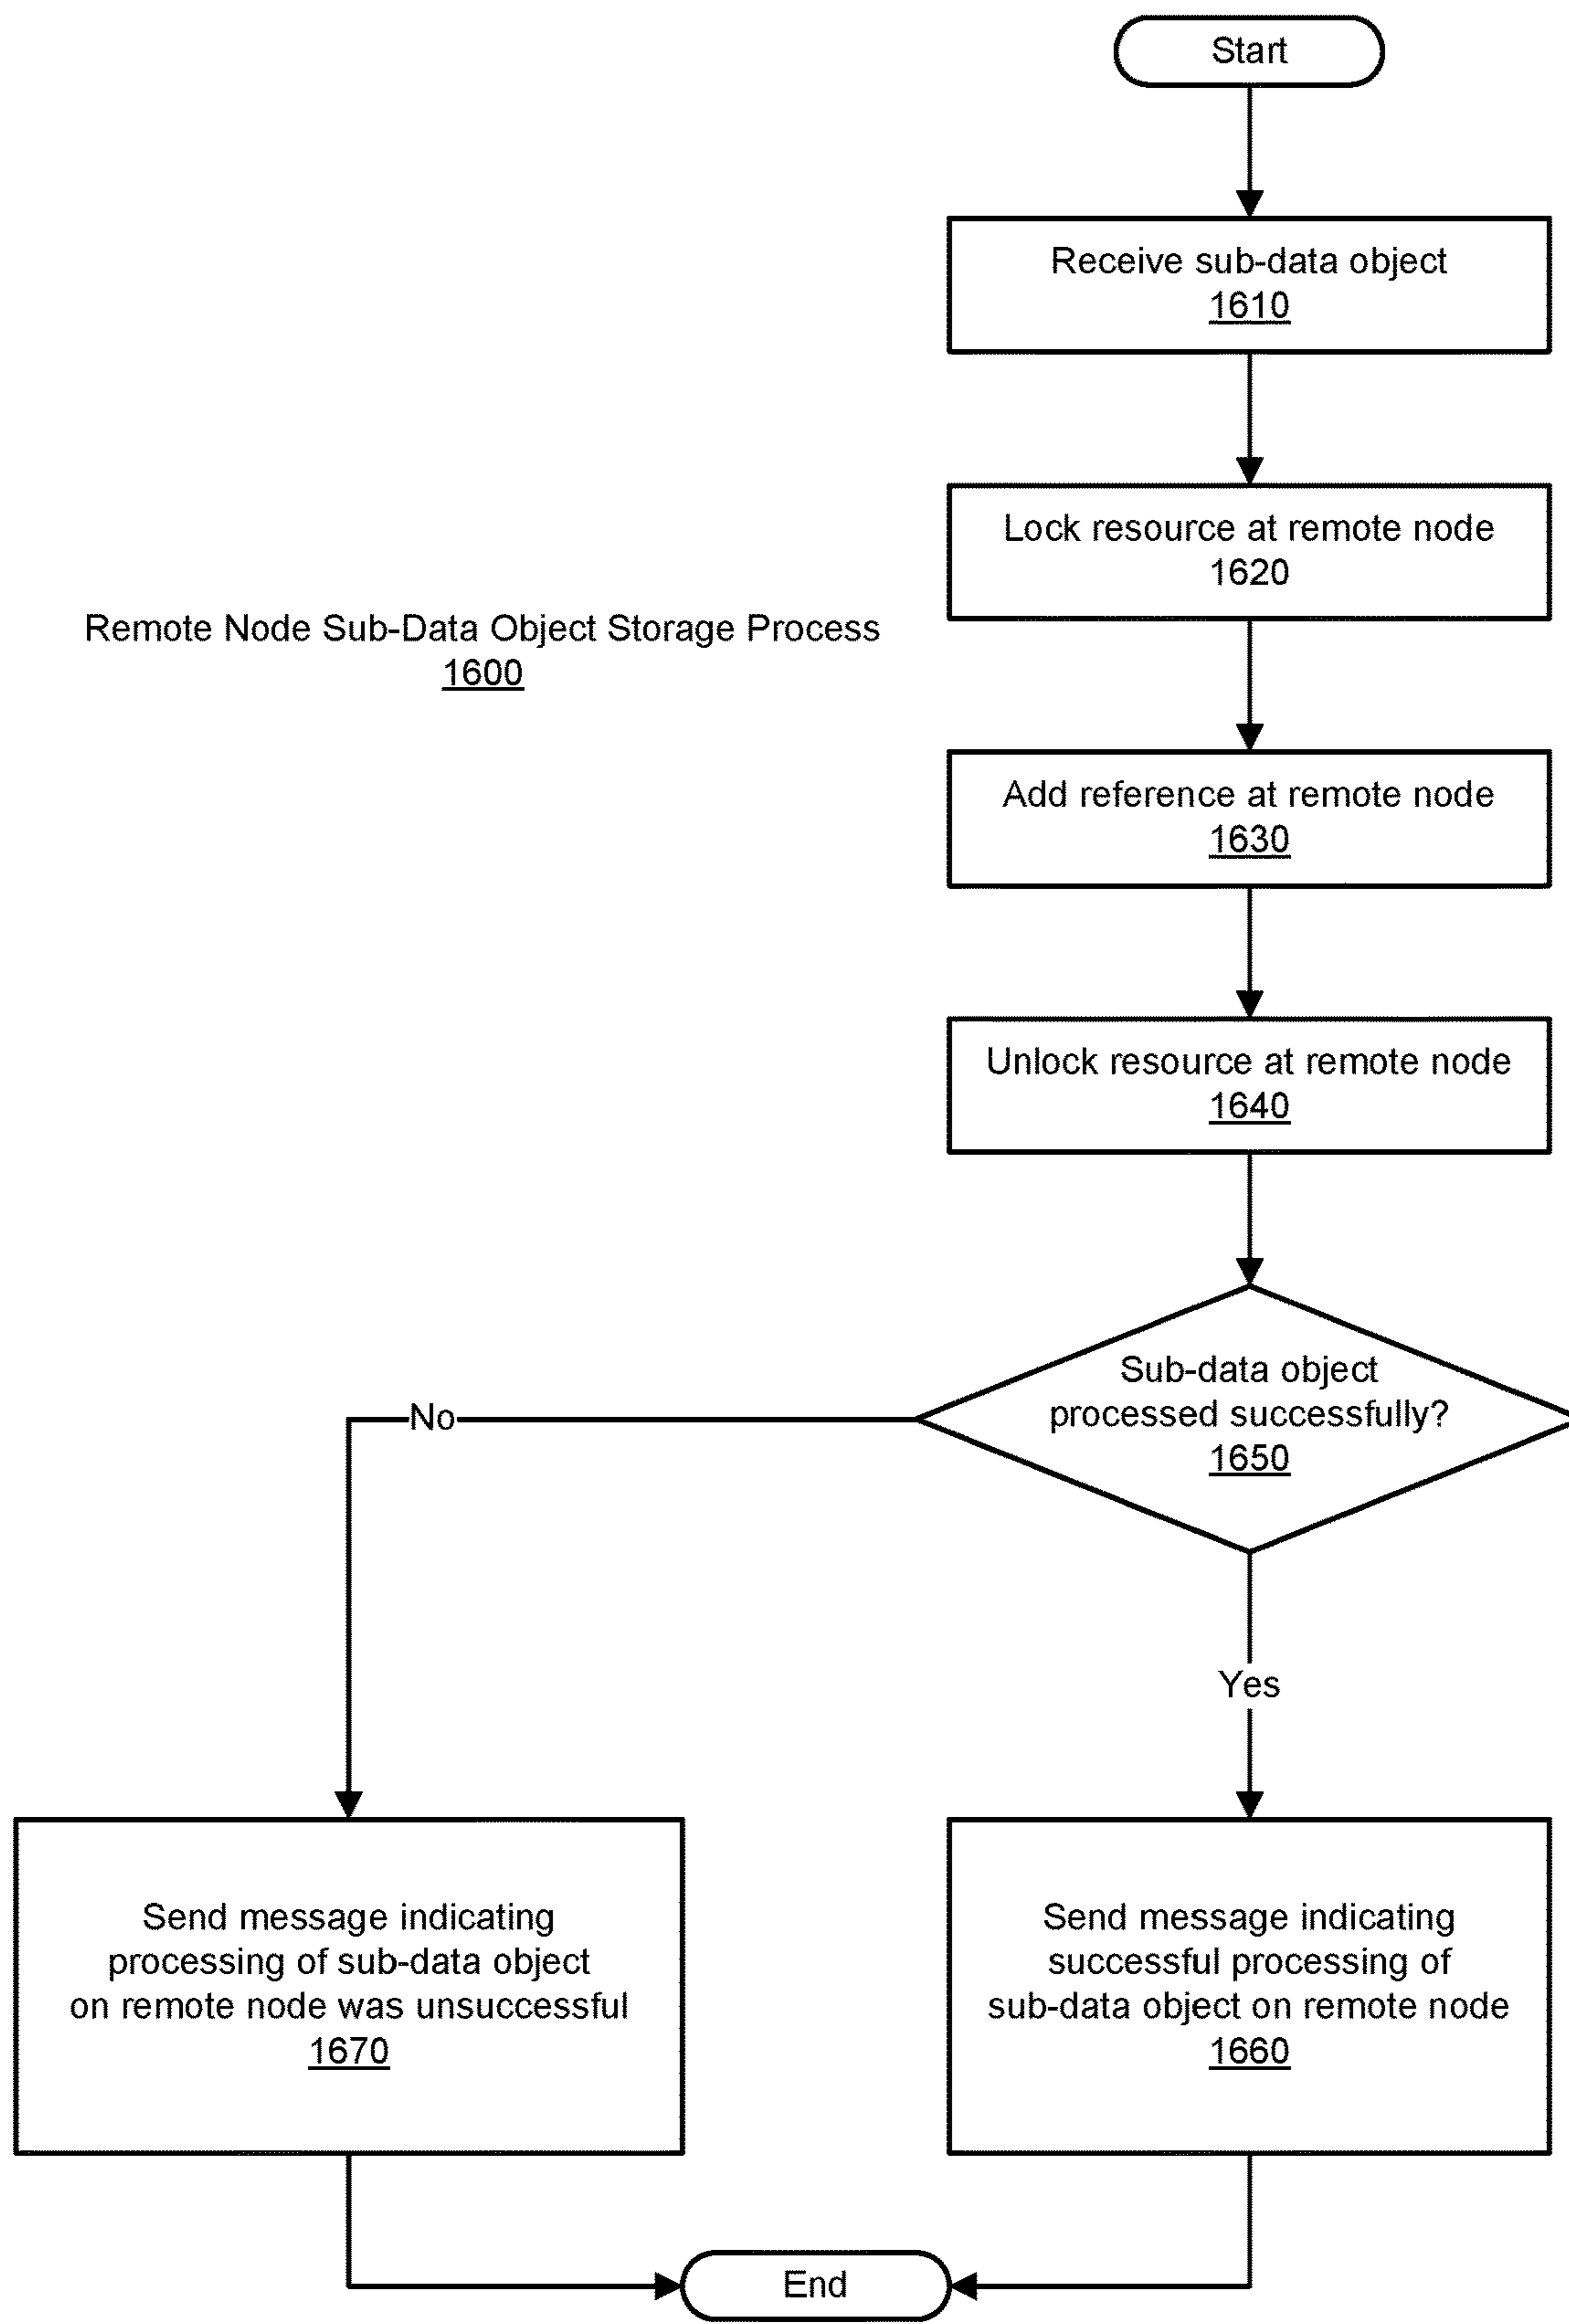 Start
Receive sub-data object
1610
Lock resource at remote node
1620
Remote Node Sub-Data Object Storage Process
1600
Add reference at remote node
1630
Unlock resource at remote node
1640
Sub-data object
processed successfully?
1650
No
Yes
Send message indicating
processing of sub-data object
on remote node was unsuccessful
1670
Send message indicating
successful processing of
sub-data object on remote node
1660
End